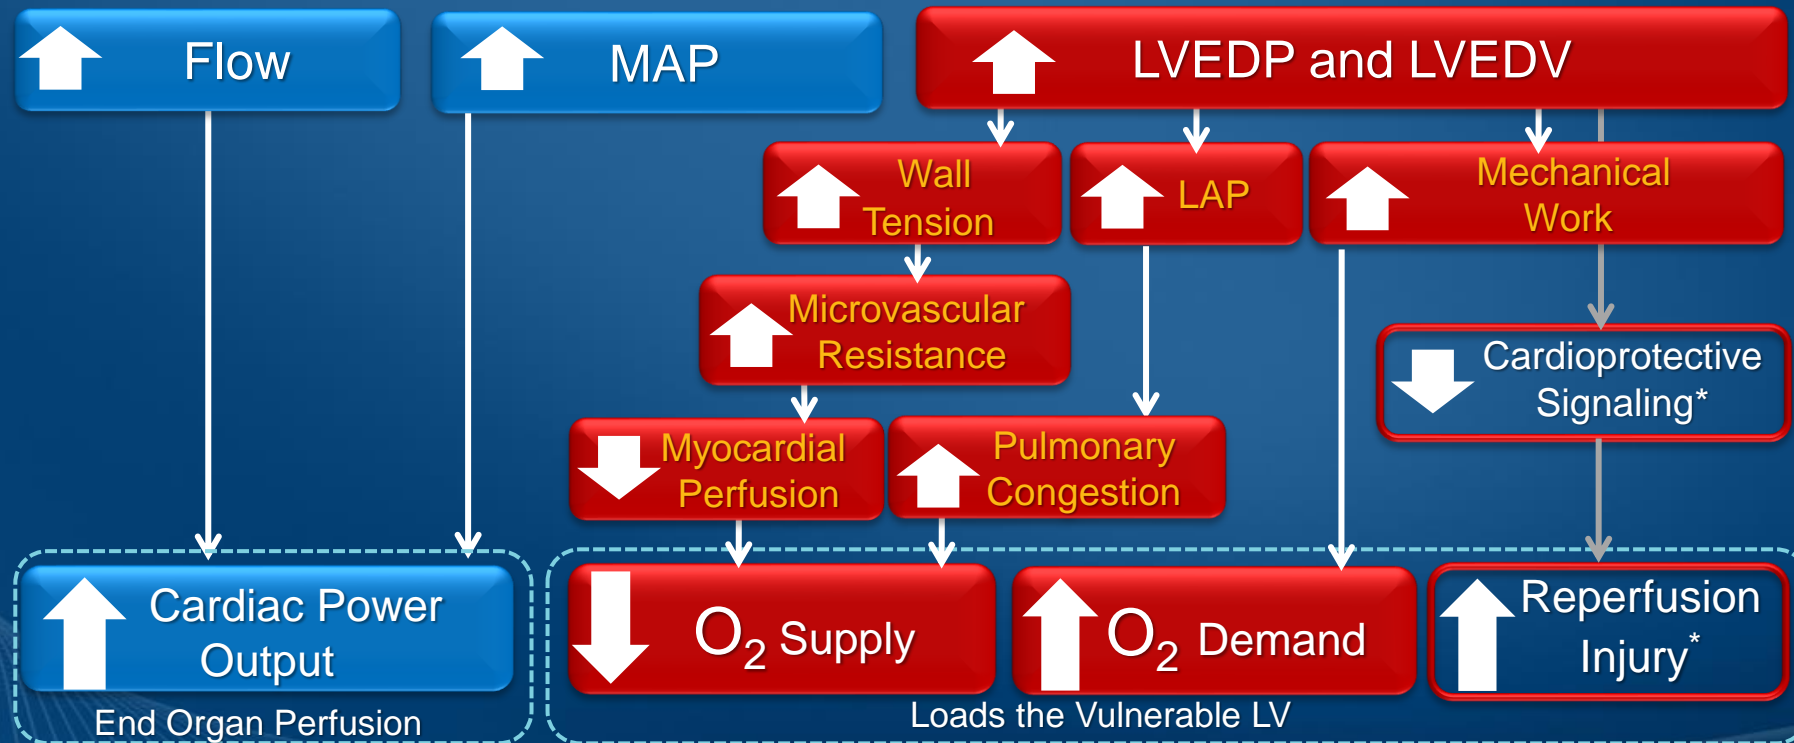 Flow
MAP
LVEDP and LVEDV
Wall
Tension
LAP
Mechanical
Work
Microvascular
Resistance
Cardioprotective
Signaling*
Myocardial
Perfusion
Pulmonary
Congestion
Cardiac Power
Output
O₂ Supply
O₂ Demand
Reperfusion
Injury*
End Organ Perfusion
Loads the Vulnerable LV